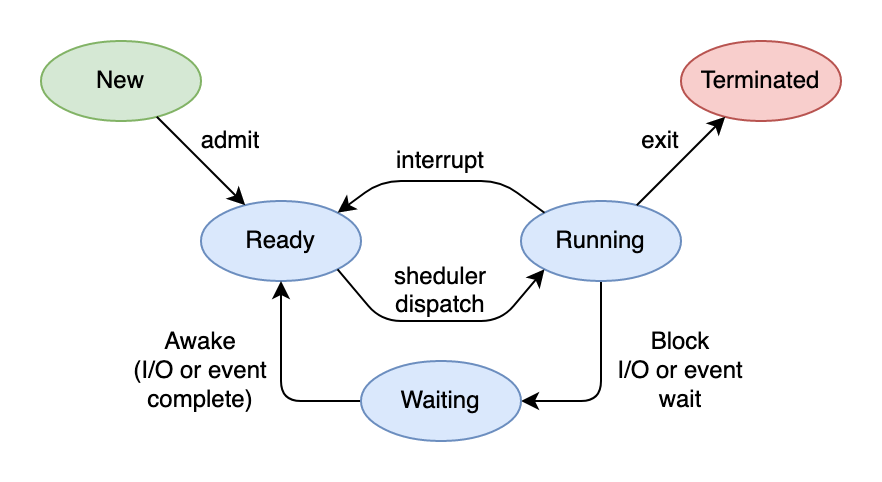 New
Terminated
admit
exit
interrupt
Ready
Running
sheduler
dispatch
Awake
(I/O or event
complete)
Block
I/O or event
wait
Waiting